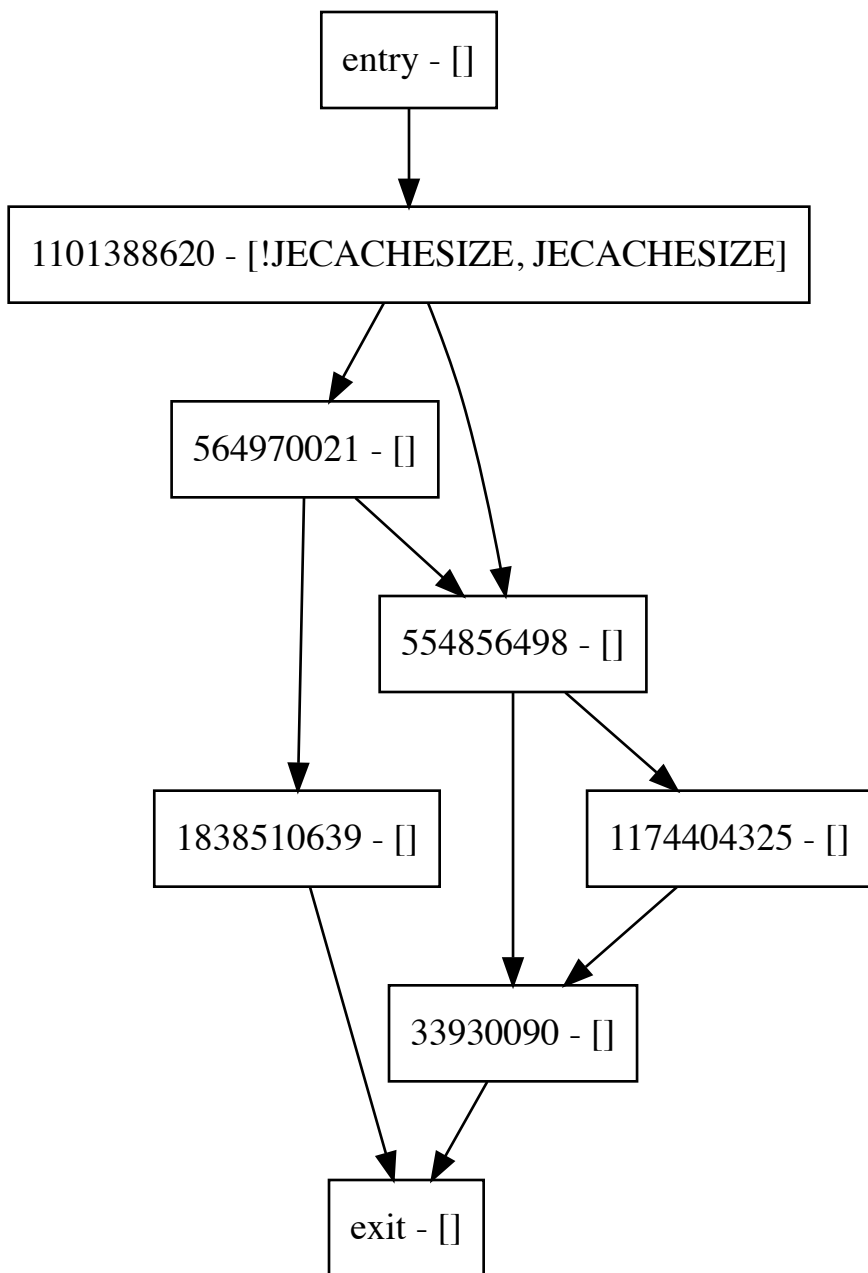 entry - []
1101388620 - [!JECACHESIZE, JECACHESIZE]
564970021 - []
554856498 - []
1838510639 - []
1174404325 - []
33930090 - []
exit - []